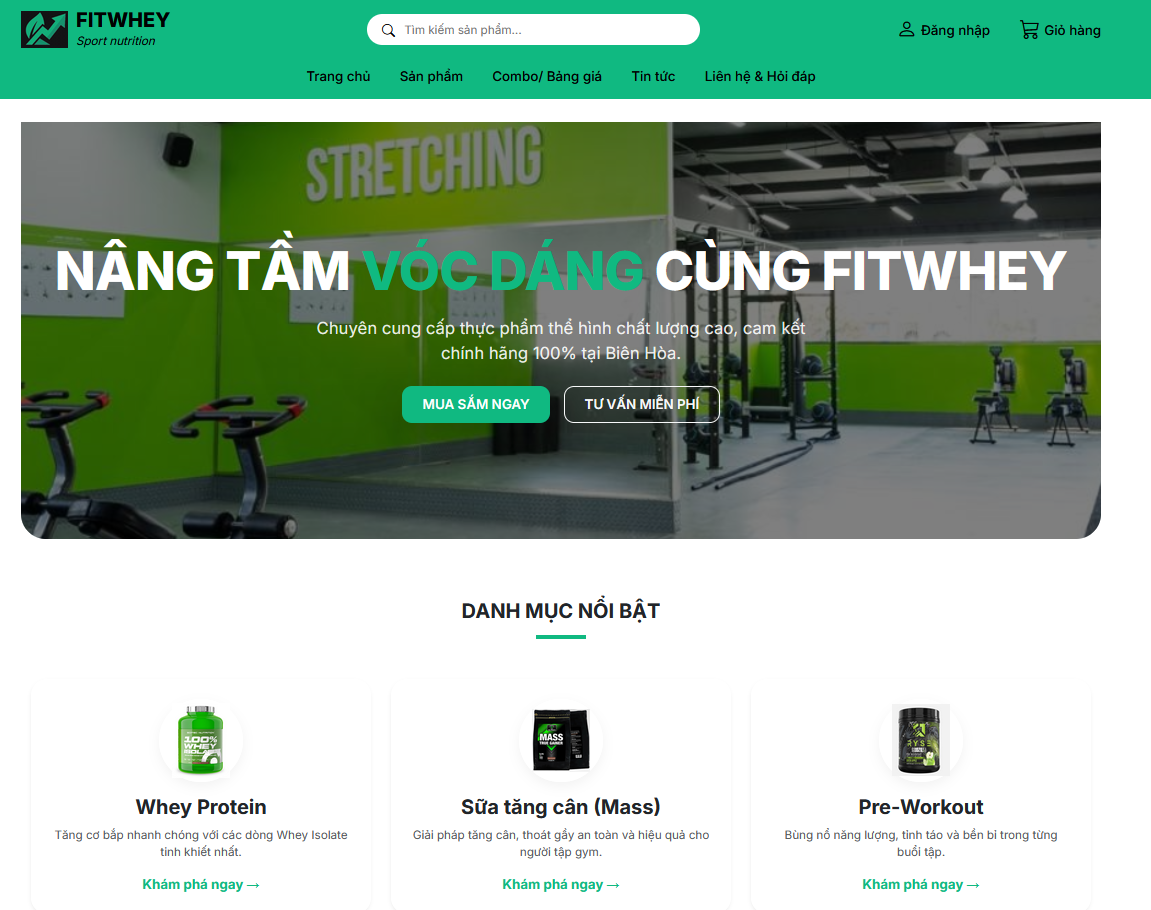 FITWHEY
Sport nutrition
Tìm kiếm sản phẩm...
Đăng nhập
Giỏ hàng
Trang chủ
Sản phẩm
Combo/ Bảng giá
Tin tức
Liên hệ & Hỏi đáp
STRETCHING
NÂNG TẦM VÓC DÁNG CÙNG FITWHEY
Chuyên cung cấp thực phẩm thể hình chất lượng cao, cam kết
chính hãng 100% tại Biên Hòa.
MUA SẮM NGAY
TƯ VẤN MIỄN PHÍ
DANH MỤC NỔI BẬT
100%
WHEY
MASS
RYSE
Whey Protein
Tăng cơ bắp nhanh chóng với các dòng Whey Isolate
tinh khiết nhất.
Khám phá ngay →
Sữa tăng cân (Mass)
Giải pháp tăng cân, thoát gầy an toàn và hiệu quả cho
người tập gym.
Khám phá ngay →
Pre-Workout
Bùng nổ năng lượng, tỉnh táo và bền bỉ trong từng
buổi tập.
Khám phá ngay →